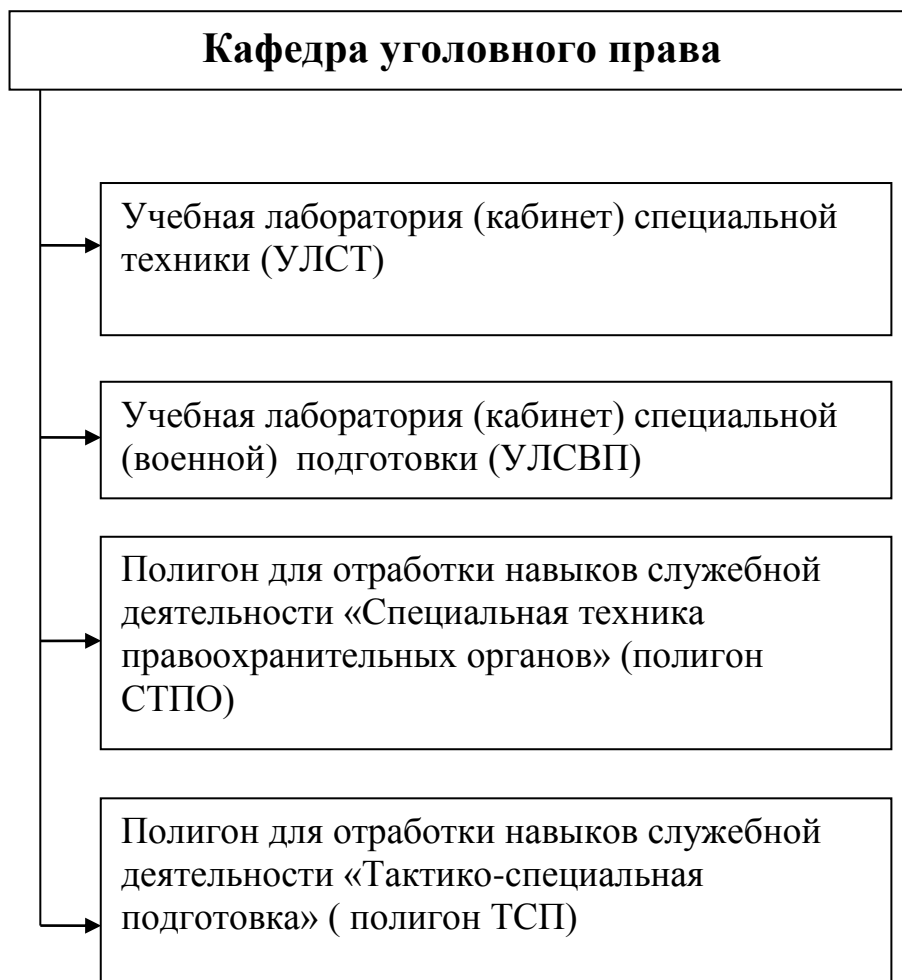 Кафедра уголовного права
Учебная лаборатория (кабинет) специальной
техники (УЛСТ)
Учебная лаборатория (кабинет) специальной
(военной) подготовки (УЛСВП)
Полигон для отработки навыков служебной
деятельности «Специальная техника
правоохранительных органов» (полигон
СТПО)
Полигон для отработки навыков служебной
деятельности «Тактико-специальная
подготовка» ( полигон ТСП)